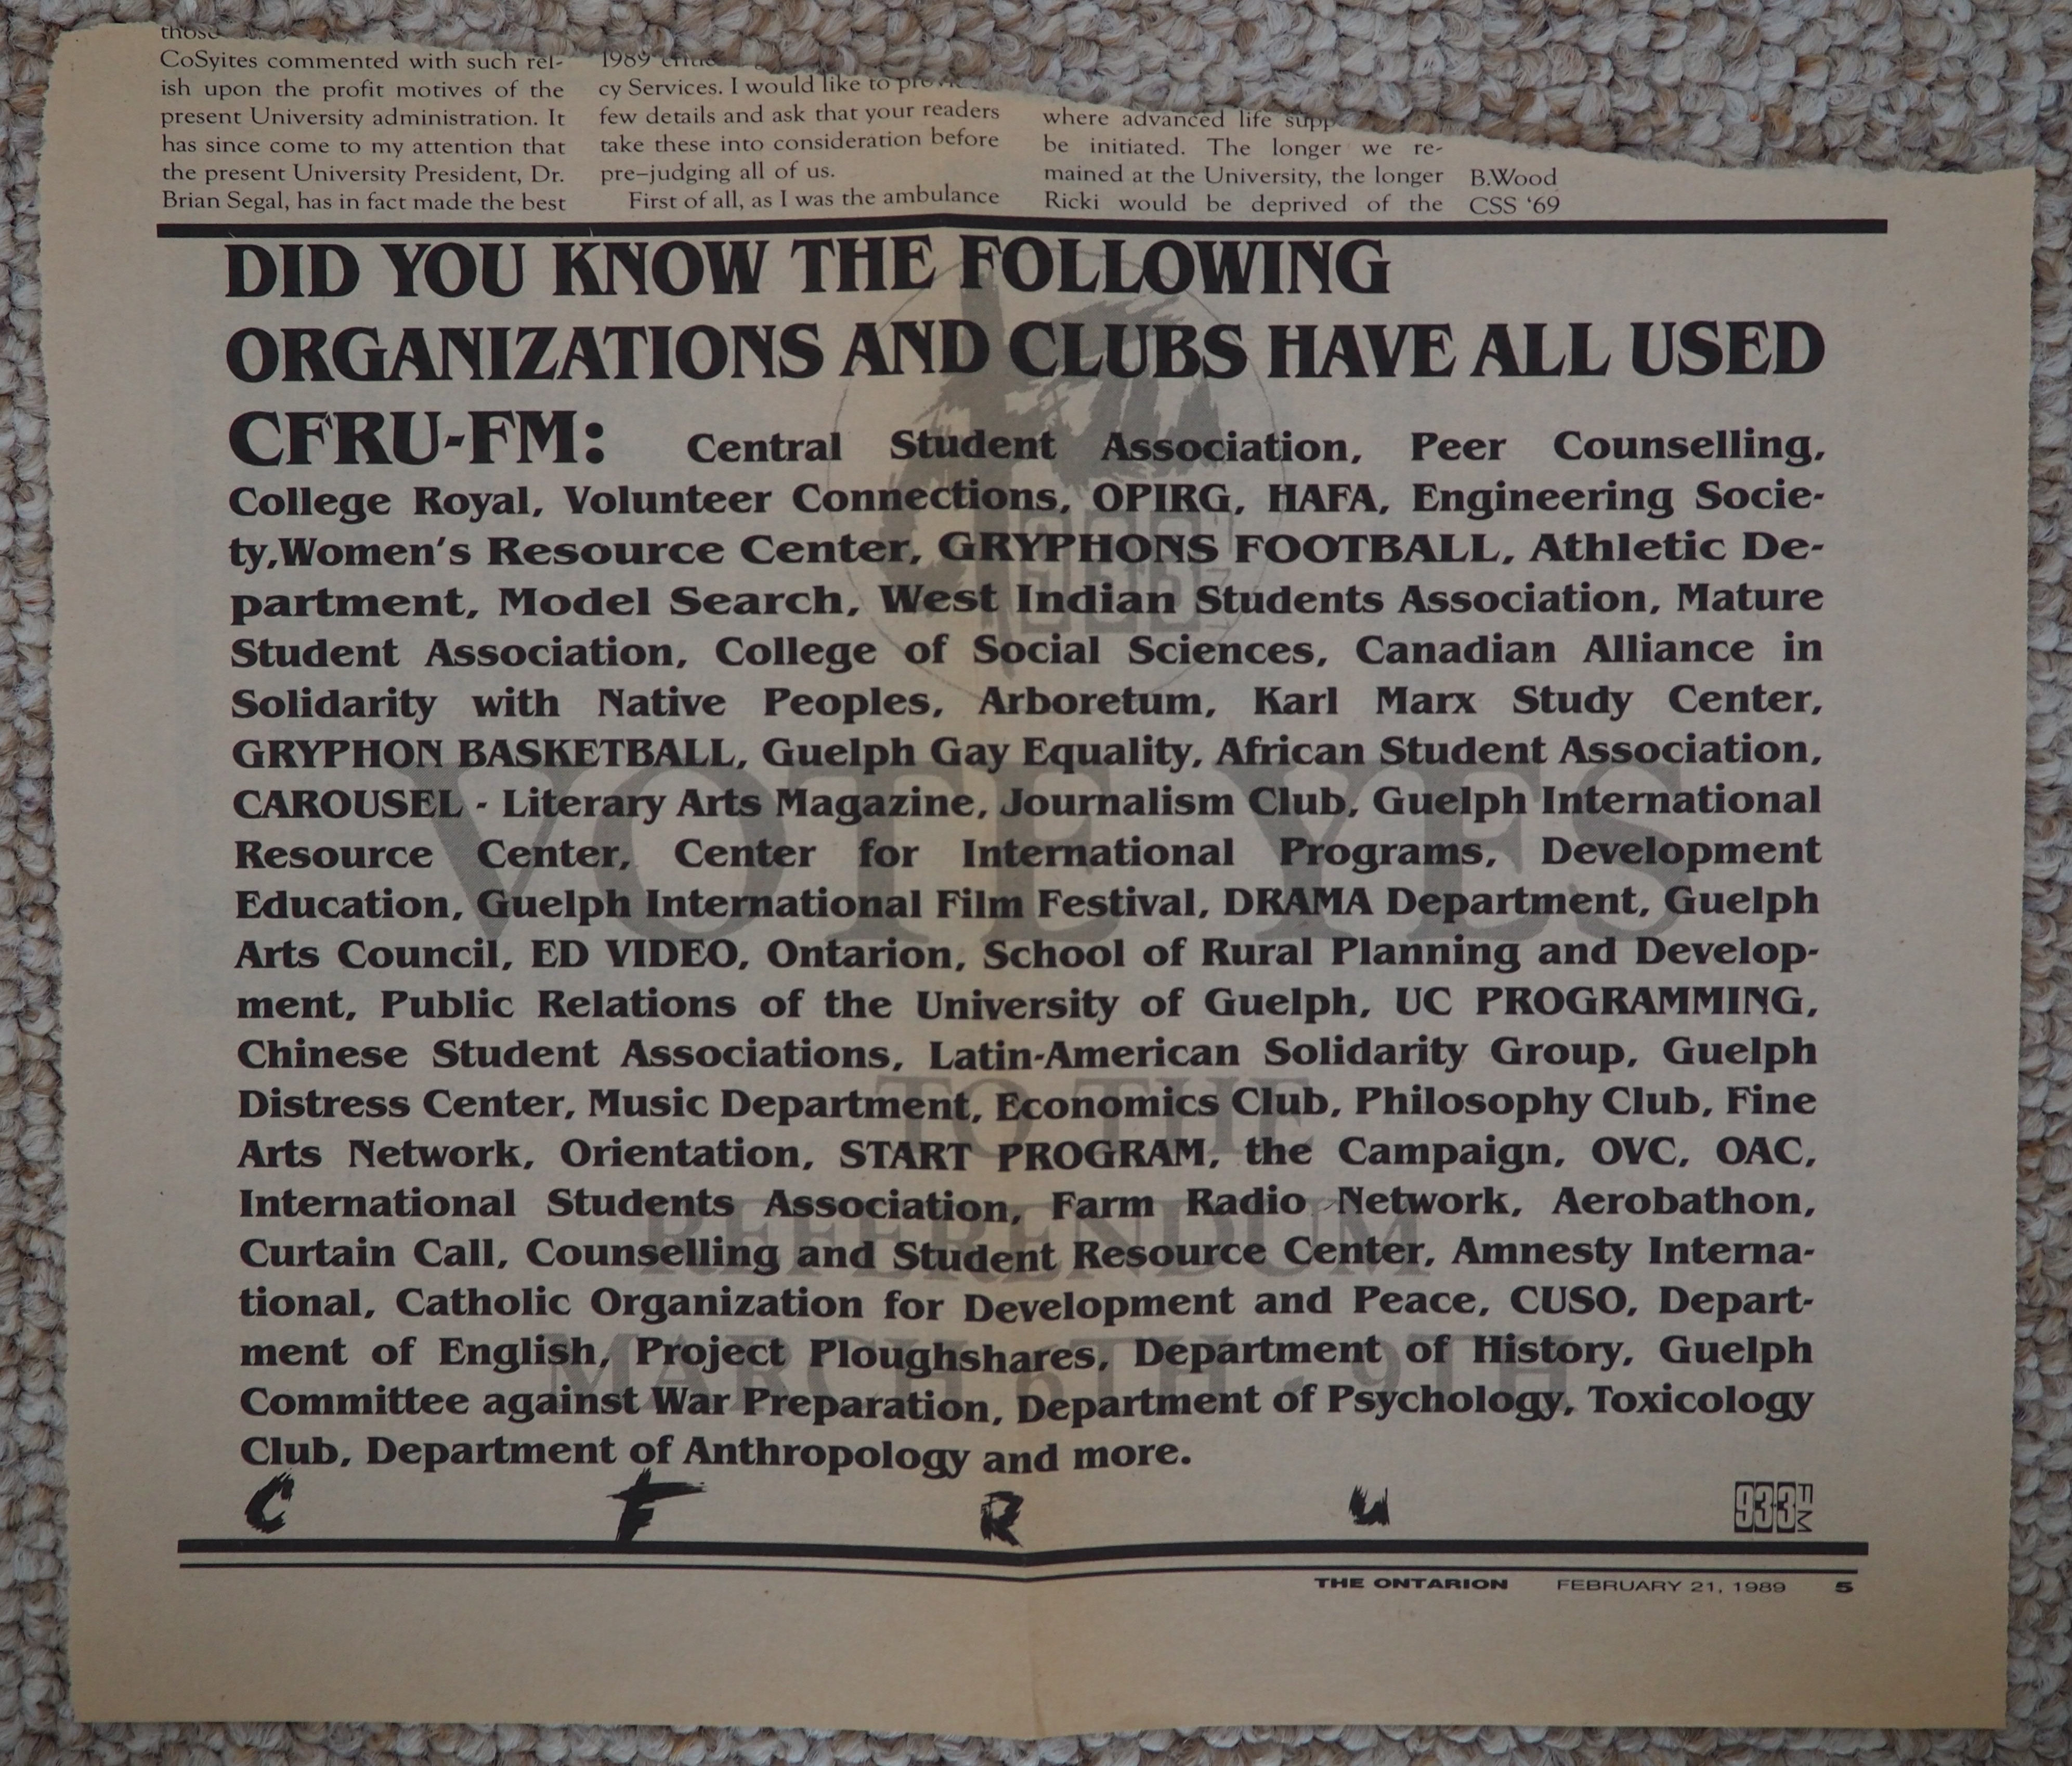 those
CoSyites commented with such rel-
ish upon the profit motives of the
present University administration. It
has since come to my attention that
the present University President, Dr.
Brian Segal, has in fact made the best
1989
cy Services. I would like to
few details and ask that your readers
take these into consideration before
pre-judging all of us.
First of all, as I was the ambulance
where advanced life
be initiated. The longer we re-
mained at the University, the longer
Ricki would be deprived of the
B.Wood
CSS '69
DID YOU KNOW THE FOLLOWING
ORGANIZATIONS AND CLUBS HAVE ALL USED
CFRU-FM: Central Student Association, Peer Counselling,
College Royal, Volunteer Connections, OPIRG, HAFA, Engineering Socie-
ty,Women's Resource Center, GRYPHONS FOOTBALL, Athletic De-
partment, Model Search, West Indian Students Association, Mature
Student Association, College of Social Sciences, Canadian Alliance in
Solidarity with Native Peoples, Arboretum, Karl Marx Study Center,
GRYPHON BASKETBALL, Guelph Gay Equality, African Student Association,
CAROUSEL - Literary Arts Magazine, Journalism Club, Guelph International
Resource Center, Center for International Programs, Development
Education, Guelph International Film Festival, DRAMA Department, Guelph
Arts Council, ED VIDEO, Ontarion, School of Rural Planning and Develop-
ment, Public Relations of the University of Guelph, UC PROGRAMMING,
Chinese Student Associations, Latin-American Solidarity Group, Guelph
Distress Center, Music Department, Economics Club, Philosophy Club, Fine
Arts Network, Orientation, START PROGRAM, the Campaign, OVC, OAC,
International Students Association, Farm Radio Network, Aerobathon,
Curtain Call, Counselling and Student Resource Center, Amnesty Interna-
tional, Catholic Organization for Development and Peace, CUSO, Depart-
ment of English, Project Ploughshares, Department of History, Guelph
Committee against War Preparation, Department of Psychology, Toxicology
Club, Department of Anthropology and more.
VOTE YES
TO THE
REFERENDUM
MARCH 6TH - 9TH
C F R U 933FM
THE ONTARION FEBRUARY 21, 1989 5